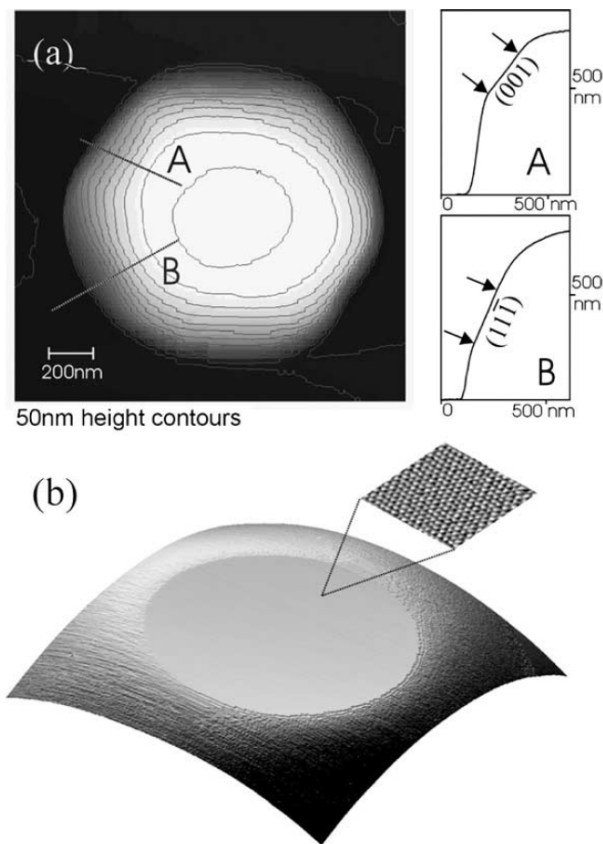 (a)
A
B
200nm
50nm height contours
500
nm
(001)
A
0
500 nm
500
nm
(111̅)
B
0
500 nm
(b)